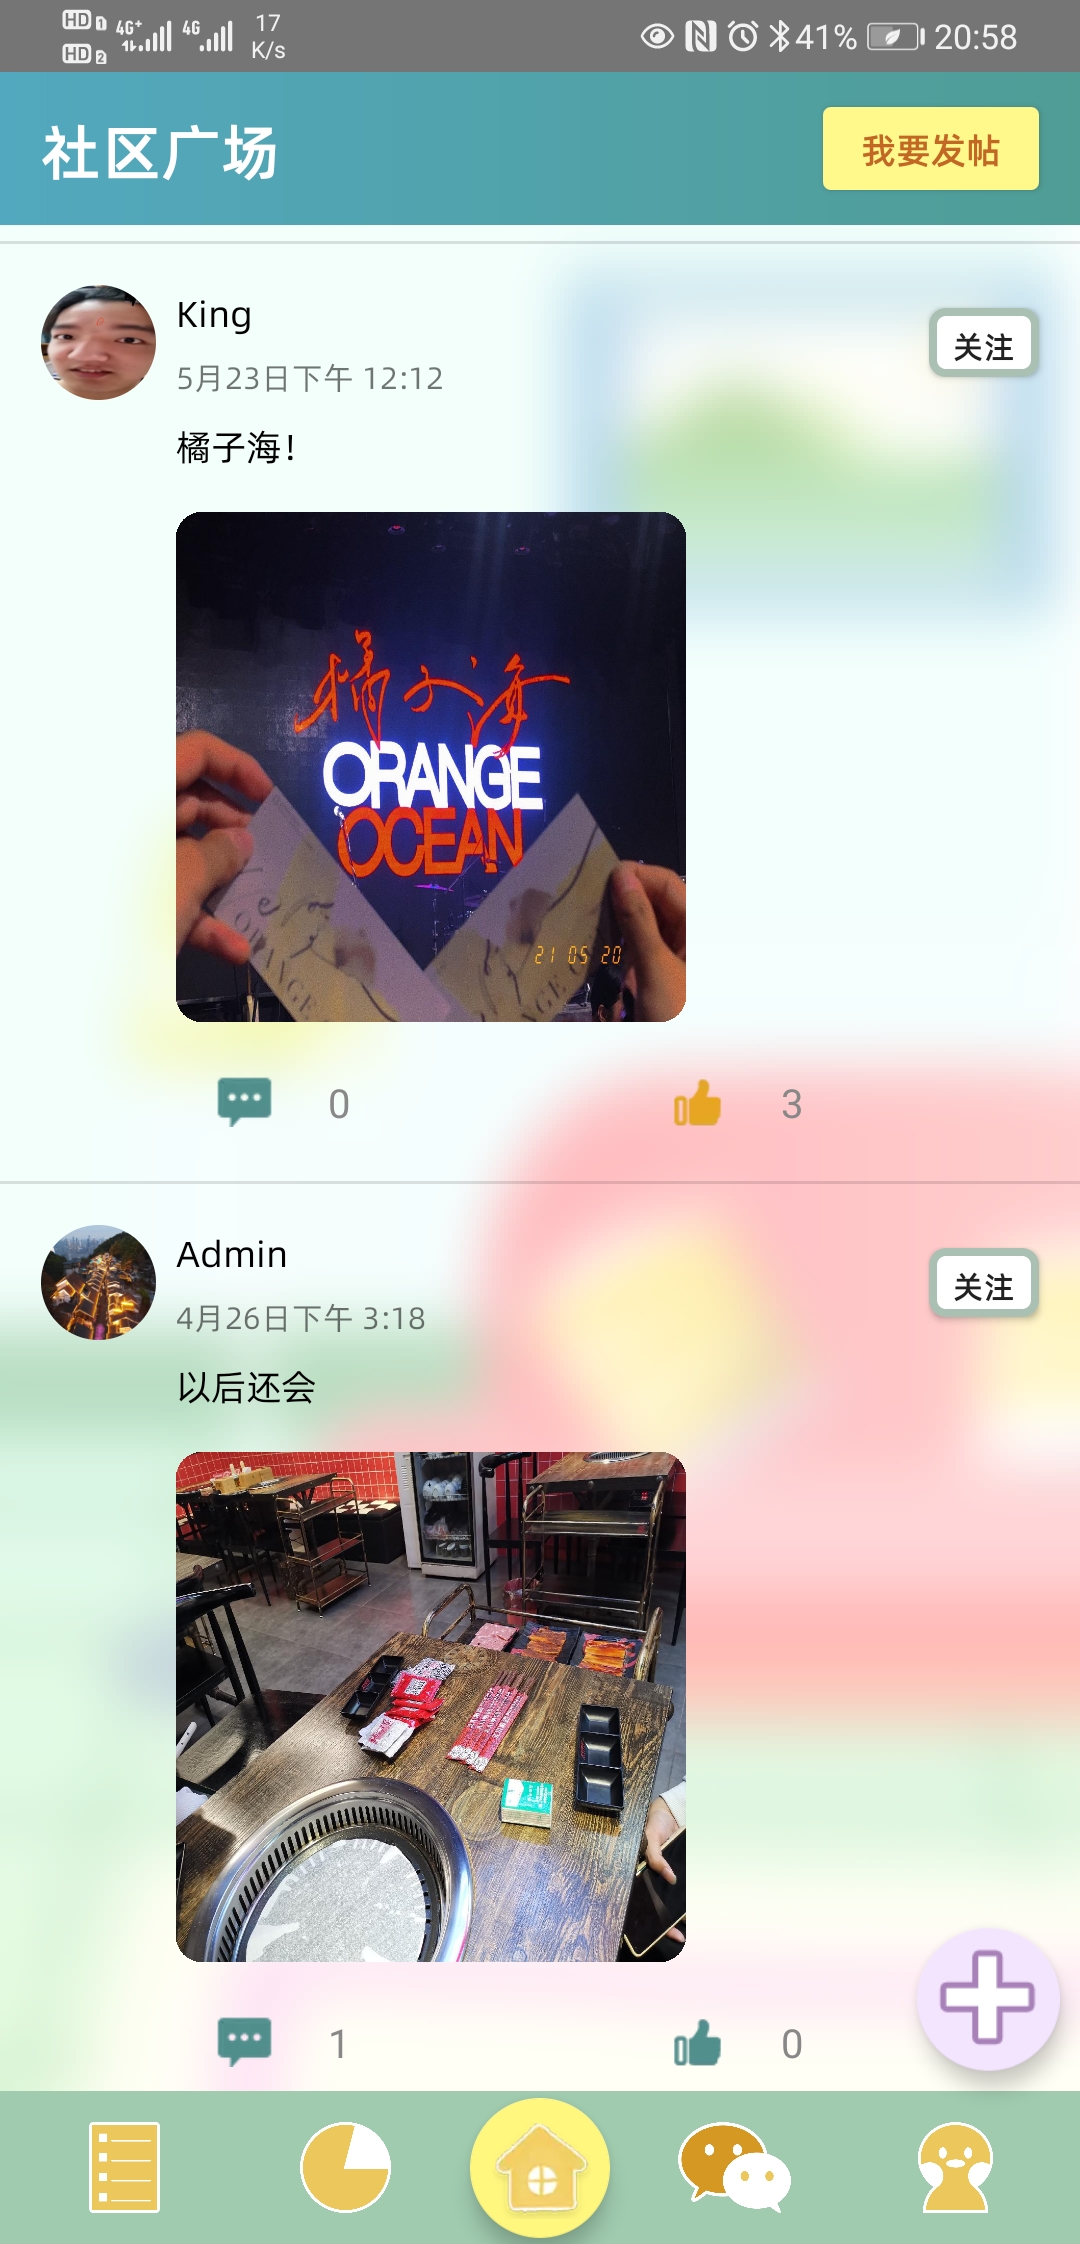 HD 1 4G+ 4G 17 K/s
HD 2
41% 20:58
社区广场
我要发帖
King
关注
5月23日下午 12:12
橘子海!
橘子海
ORANGE
OCEAN
21 05 20
0
3
Admin
关注
4月26日下午 3:18
以后还会
1
0